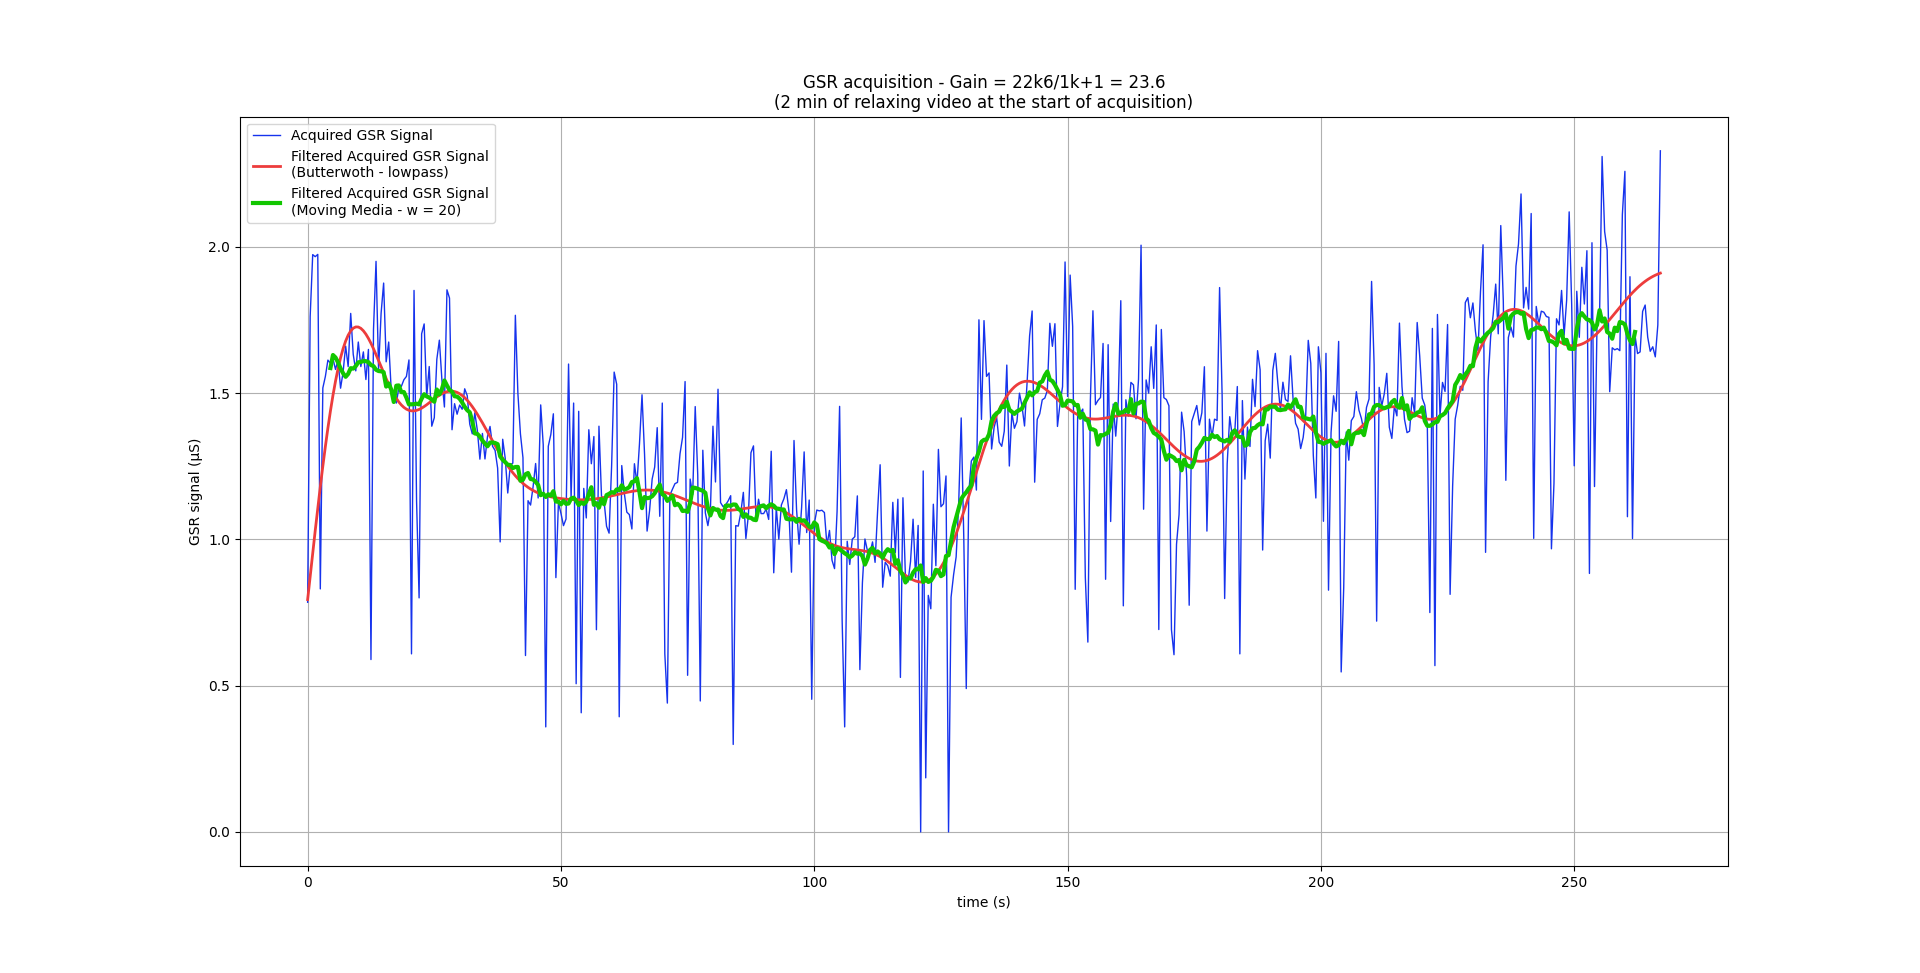 GSR acquisition - Gain = 22k6/1k+1 = 23.6
(2 min of relaxing video at the start of acquisition)
Acquired GSR Signal
Filtered Acquired GSR Signal
(Butterwoth - lowpass)
Filtered Acquired GSR Signal
(Moving Media - w = 20)
GSR signal (µS)
2.0
1.5
1.0
0.5
0.0
0
50
100
150
200
250
time (s)